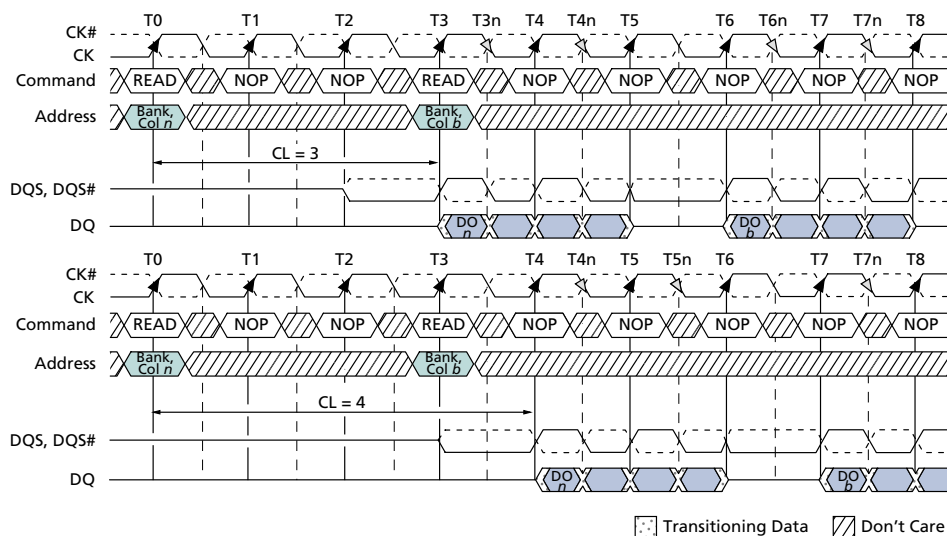 T0 T1 T2 T3 T3n T4 T4n T5 T6 T6n T7 T7n T8
CK#
CK
Command READ NOP NOP READ NOP NOP NOP NOP NOP
Address Bank, Col n Bank, Col b
CL = 3
DQS, DQS#
DQ DO n DO b
T0 T1 T2 T3 T4 T4n T5 T5n T6 T7 T7n T8
CK#
CK
Command READ NOP NOP READ NOP NOP NOP NOP NOP
Address Bank, Col n Bank, Col b
CL = 4
DQS, DQS#
DQ DO n DO b
Transitioning Data Don't Care